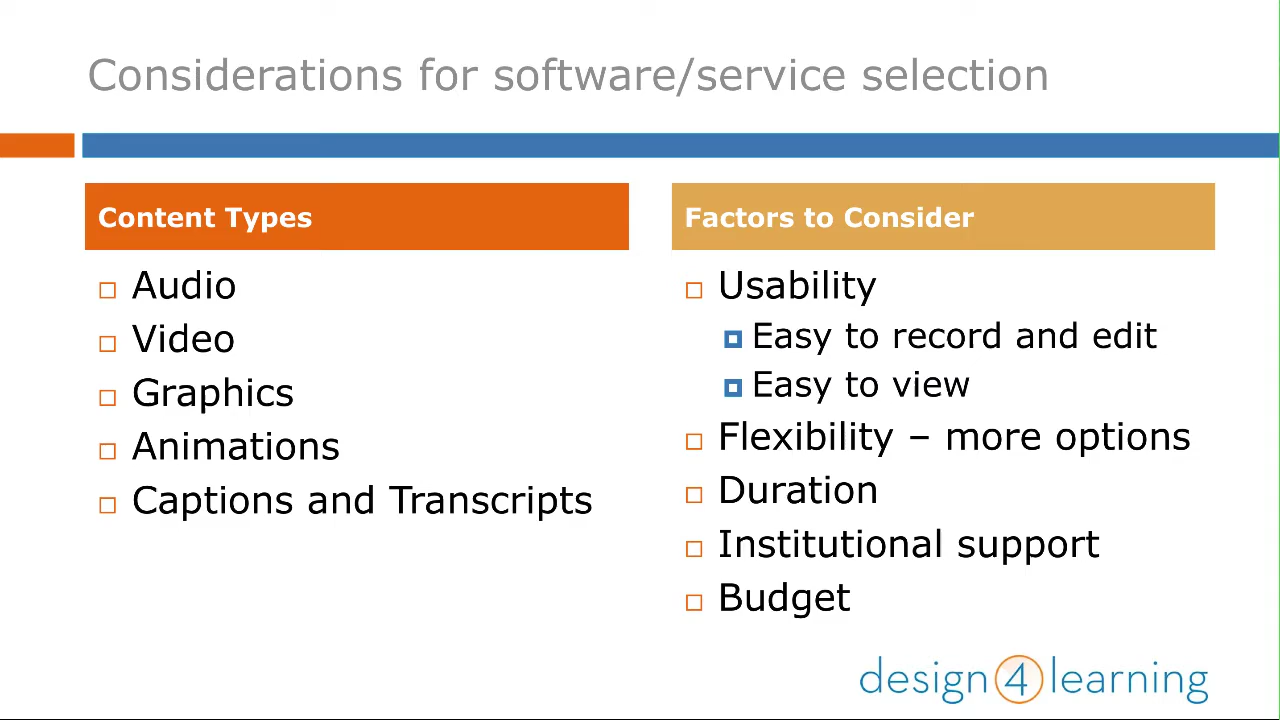 Considerations for software/service selection
Content Types
Audio
Video
Graphics
Animations
Captions and Transcripts
Factors to Consider
Usability
Easy to record and edit
Easy to view
Flexibility – more options
Duration
Institutional support
Budget
design 4 learning